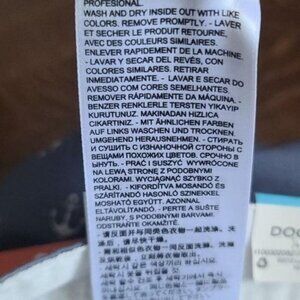 PROFESIONAL.
WASH AND DRY INSIDE OUT WITH LIKE
COLORS. REMOVE PROMPTLY. - LAVER
ET SECHER LE PRODUIT RETOURNE,
AVEC DES COULEURS SIMILAIRES.
ENLEVER RAPIDEMENT DE LA MACHINE.
- LAVAR Y SECAR DEL REVÉS, CON
COLORES SIMILARES. RETIRAR
INMEDIATAMENTE. - LAVAR E SECAR DO
AVESSO COM CORES SEMELHANTES.
REMOVER RÁPIDAMENTE DA MÁQUINA. -
BENZER RENKLERLE TERSTEN YIKAYIP
KURUTUNUZ. MAKINADAN HIZLICA
CIKARTINIZ. - MIT ÄHNLICHEN FARBEN
AUF LINKS WASCHEN UND TROCKNEN.
UMGEHEND HERAUSNEHMEN. - СТИРАТЬ
И СУШИТЬ С ИЗНАНОЧНОЙ СТОРОНЫ С
ВЕЩАМИ ПОХОЖИХ ЦВЕТОВ. СРОЧНО В
ЫНУТЬ. - PRAĆ I SUSZYĆ WYWRÓCONE
NA LEWĄ STRONĘ Z PODOBNYMI
KOLORAMI. WYCIĄGNĄĆ SZYBKO Z
PRALKI. - KIFORDÍTVA MOSANDÓ ÉS
SZÁRÍTANDÓ HASONLÓ SZINEKKEL.
MOSHATÓ EGYÜTT. AZONNAL
ELTÁVOLÍTANDÓ. - PERTE A SUŠTE
NARUBY, S PODOBNÝMI BARVAMI.
ODSTRAŇTE OKAMŽITĚ.
DOC